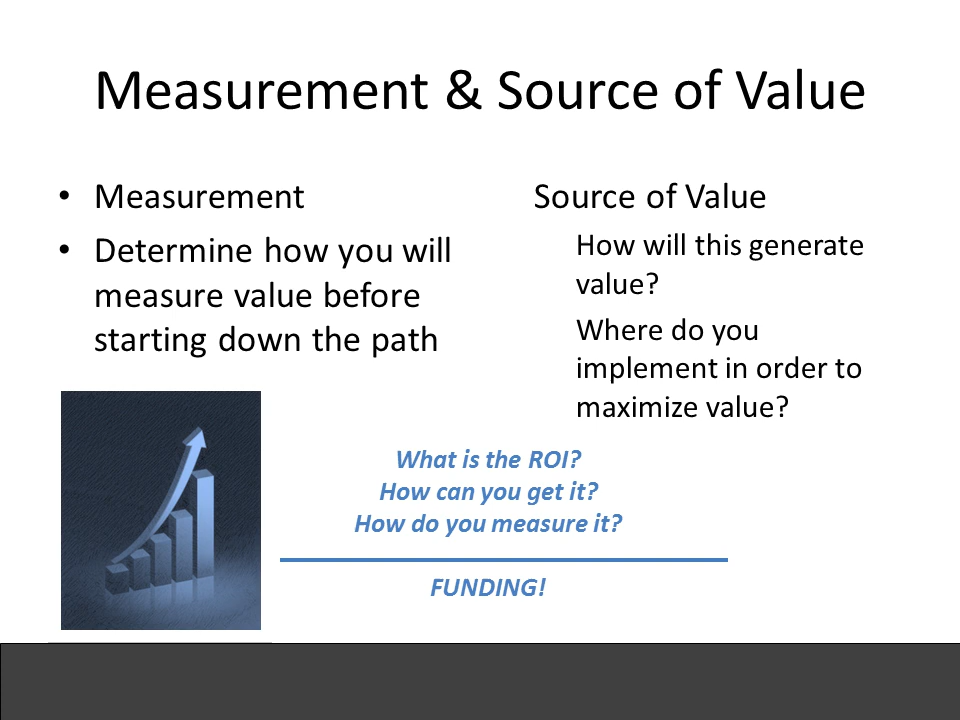 Measurement & Source of Value
• Measurement
• Determine how you will
measure value before
starting down the path
Source of Value
How will this generate
value?
Where do you
implement in order to
maximize value?
What is the ROI?
How can you get it?
How do you measure it?
FUNDING!